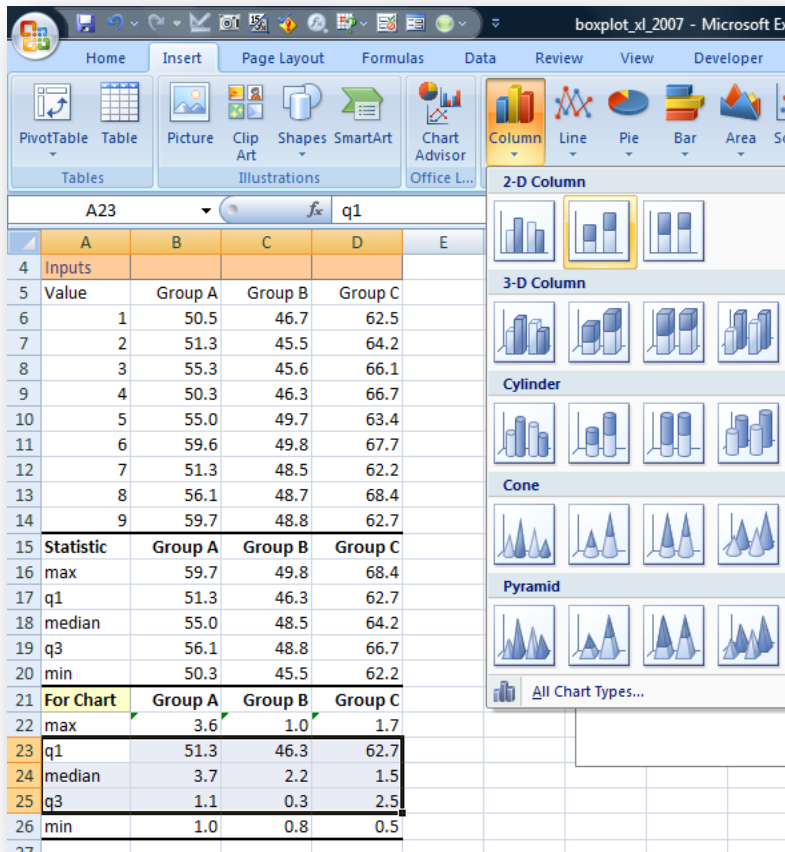 boxplot_xl_2007 - Microsoft Ex
Home Insert Page Layout Formulas Data Review View Developer
PivotTable Table Picture Clip Art Shapes SmartArt Chart Advisor Column Line Pie Bar Area
Tables Illustrations Office L...
A23 fx q1
2-D Column
3-D Column
Cylinder
Cone
Pyramid
All Chart Types...
A B C D E
4 Inputs
5 Value Group A Group B Group C
6 1 50.5 46.7 62.5
7 2 51.3 45.5 64.2
8 3 55.3 45.6 66.1
9 4 50.3 46.3 66.7
10 5 55.0 49.7 63.4
11 6 59.6 49.8 67.7
12 7 51.3 48.5 62.2
13 8 56.1 48.7 68.4
14 9 59.7 48.8 62.7
15 Statistic Group A Group B Group C
16 max 59.7 49.8 68.4
17 q1 51.3 46.3 62.7
18 median 55.0 48.5 64.2
19 q3 56.1 48.8 66.7
20 min 50.3 45.5 62.2
21 For Chart Group A Group B Group C
22 max 3.6 1.0 1.7
23 q1 51.3 46.3 62.7
24 median 3.7 2.2 1.5
25 q3 1.1 0.3 2.5
26 min 1.0 0.8 0.5